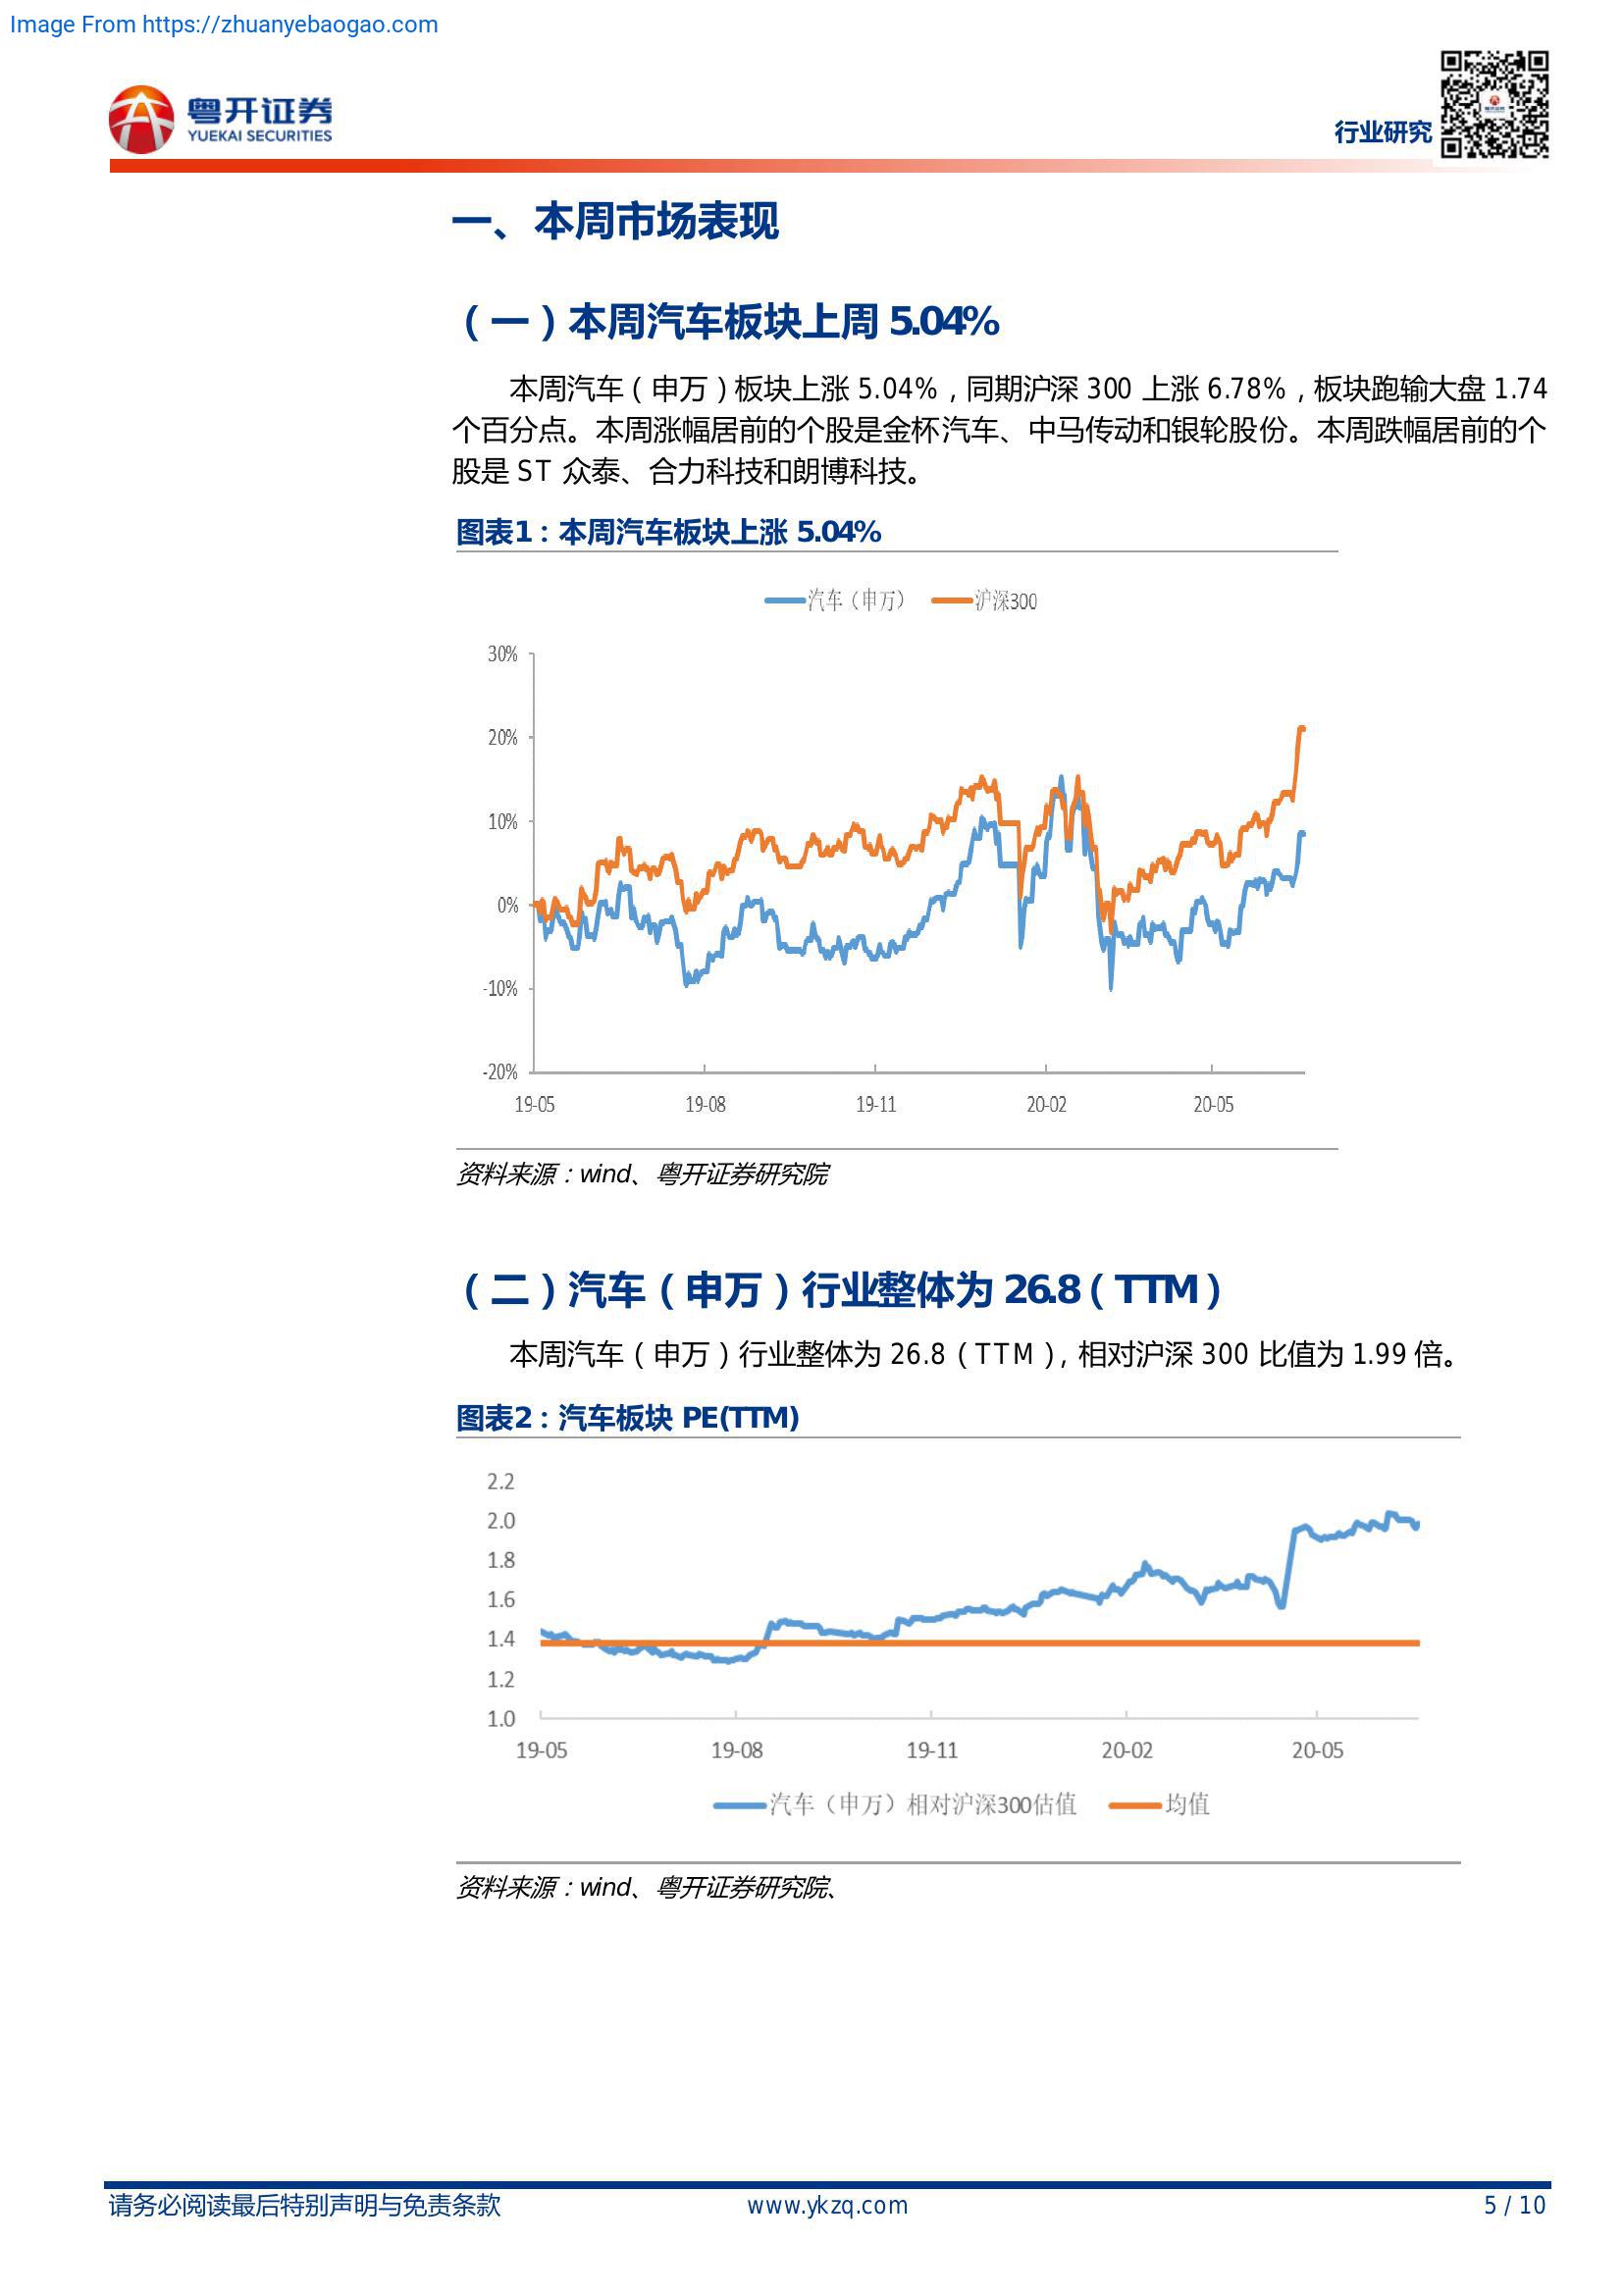 Image From https://zhuanyebaogao.com
粤开证券
YUEKAI SECURITIES
行业研究
一、本周市场表现
（一）本周汽车板块上周 5.04%
本周汽车（申万）板块上涨 5.04%，同期沪深 300 上涨 6.78%，板块跑输大盘 1.74
个百分点。本周涨幅居前的个股是金杯汽车、中马传动和银轮股份。本周跌幅居前的个
股是 ST 众泰、合力科技和朗博科技。
图表1：本周汽车板块上涨 5.04%
汽车（申万） 沪深300
30%
20%
10%
0%
-10%
-20%
19-05 19-08 19-11 20-02 20-05
资料来源：wind、粤开证券研究院
（二）汽车（申万）行业整体为 26.8（TTM）
本周汽车（申万）行业整体为 26.8（TTM），相对沪深 300 比值为 1.99 倍。
图表2：汽车板块 PE(TTM)
2.2
2.0
1.8
1.6
1.4
1.2
1.0
19-05 19-08 19-11 20-02 20-05
汽车（申万）相对沪深300估值 均值
资料来源：wind、粤开证券研究院、
请务必阅读最后特别声明与免责条款 www.ykzq.com 5 / 10